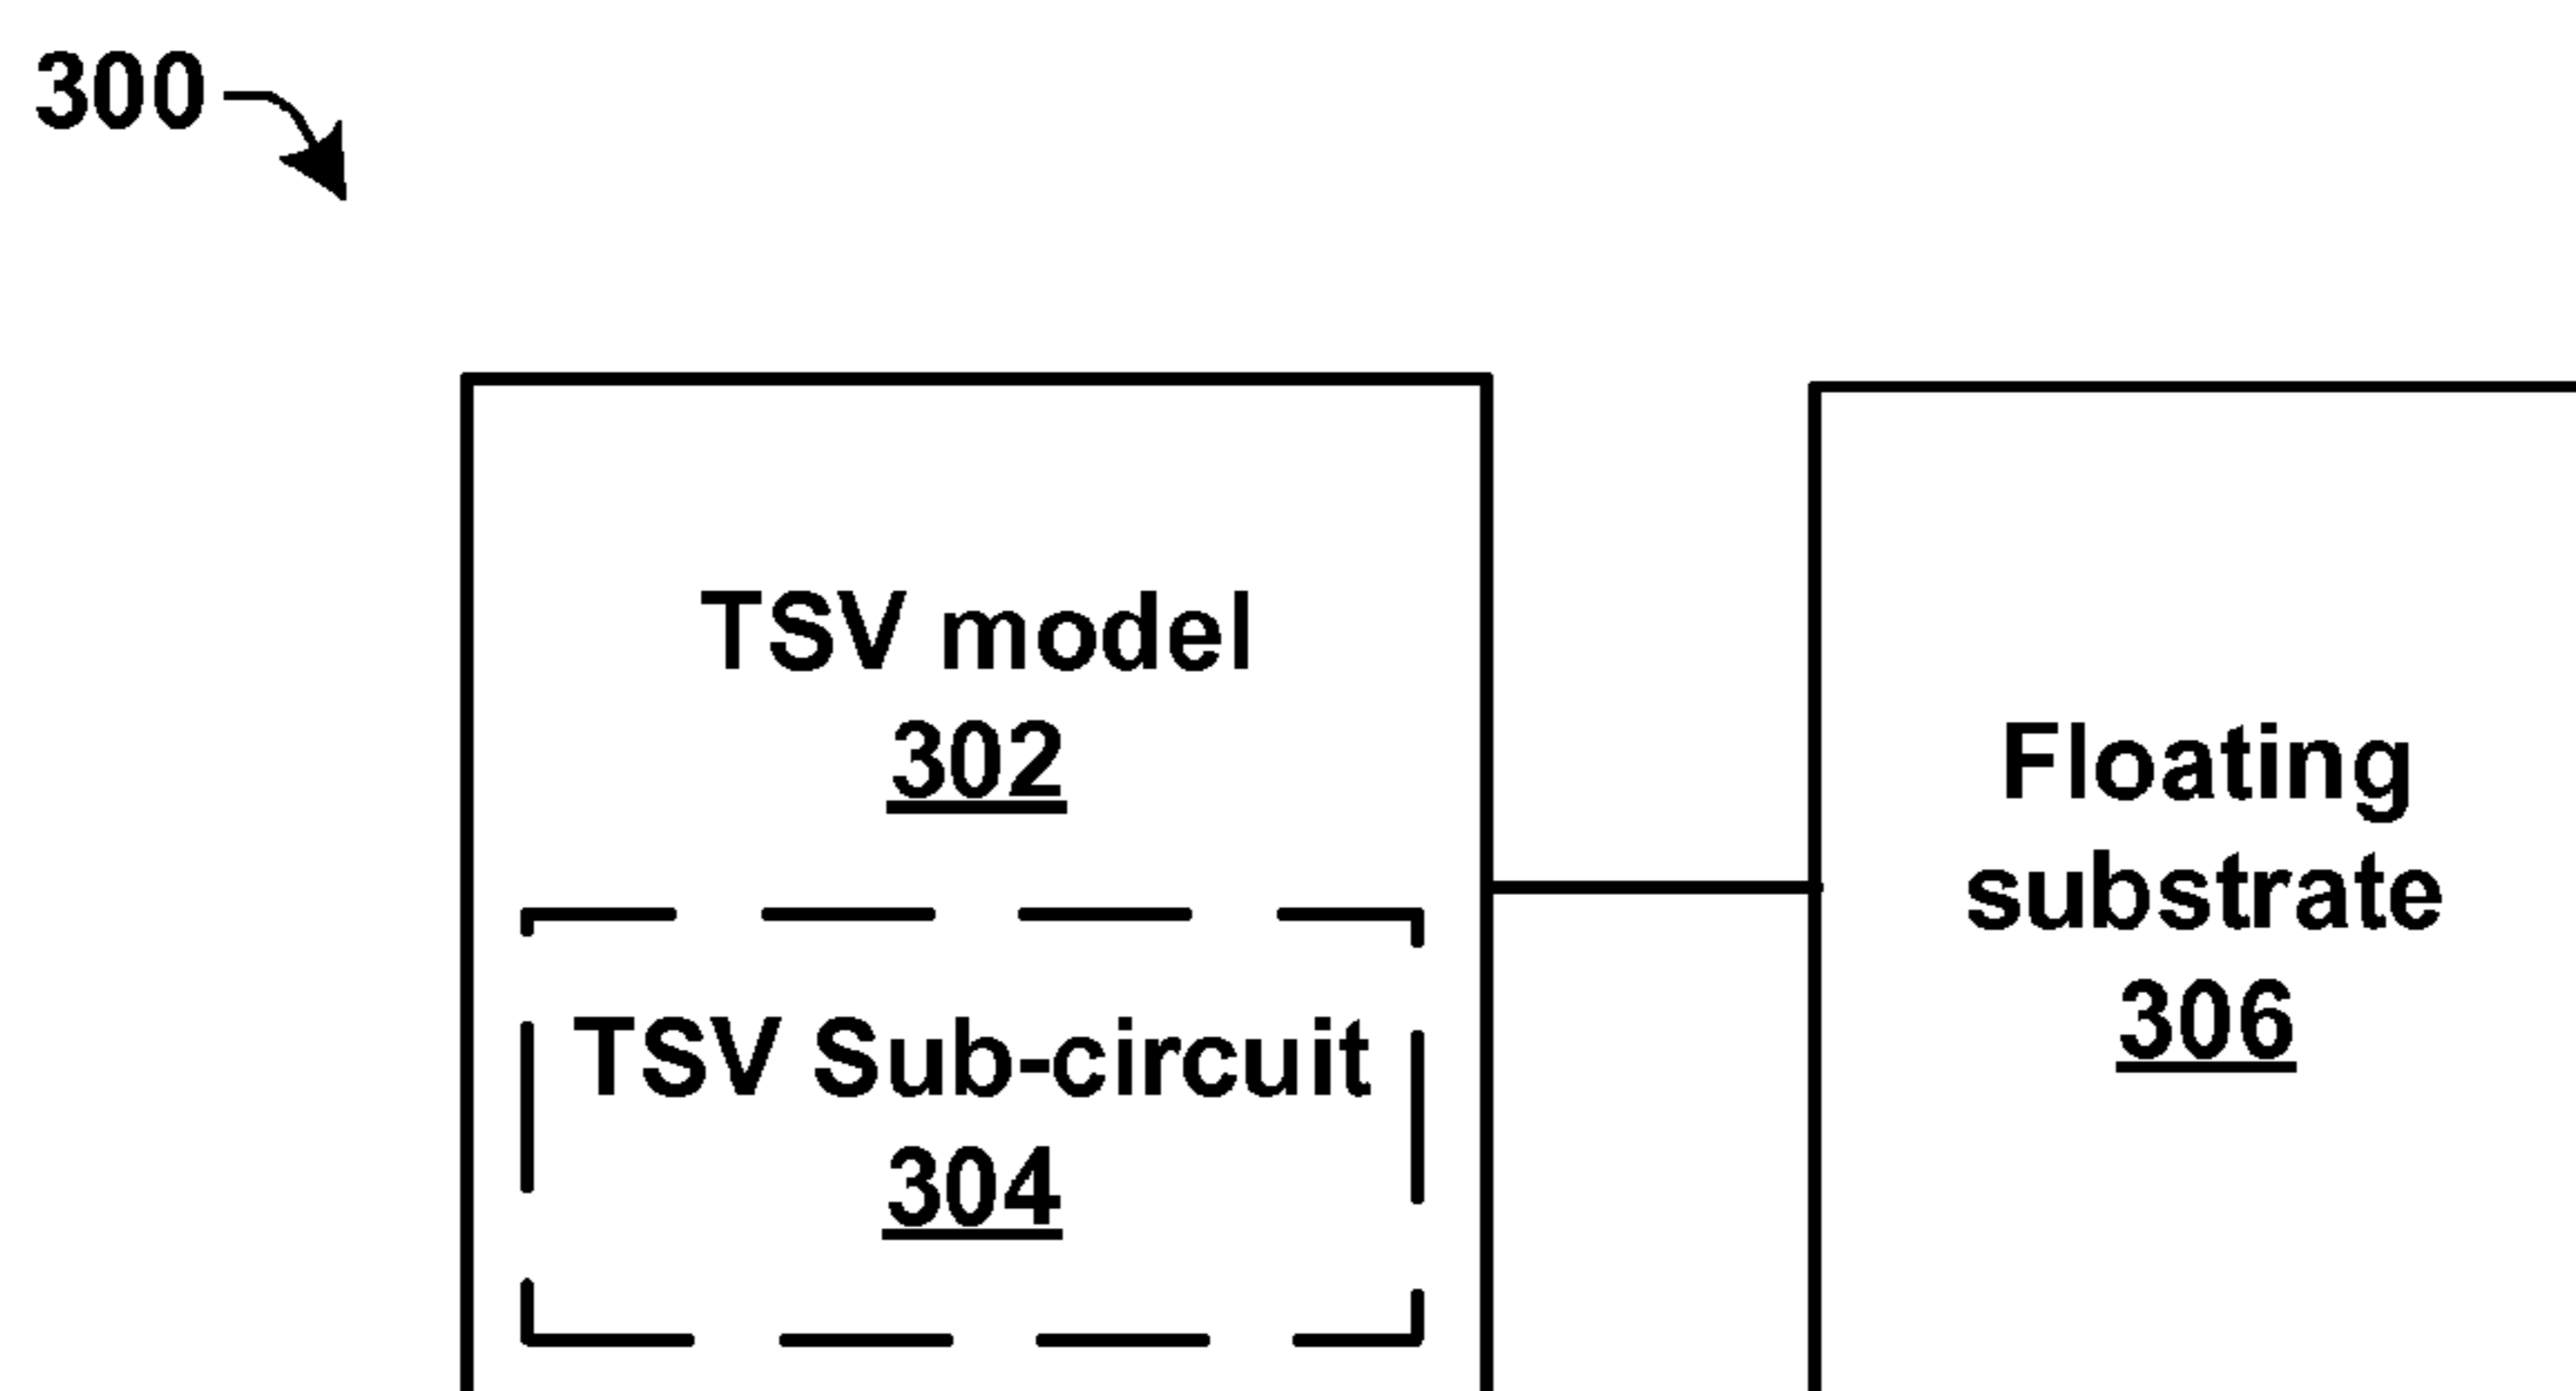 300
TSV model
302
TSV Sub-circuit
304
Floating
substrate
306